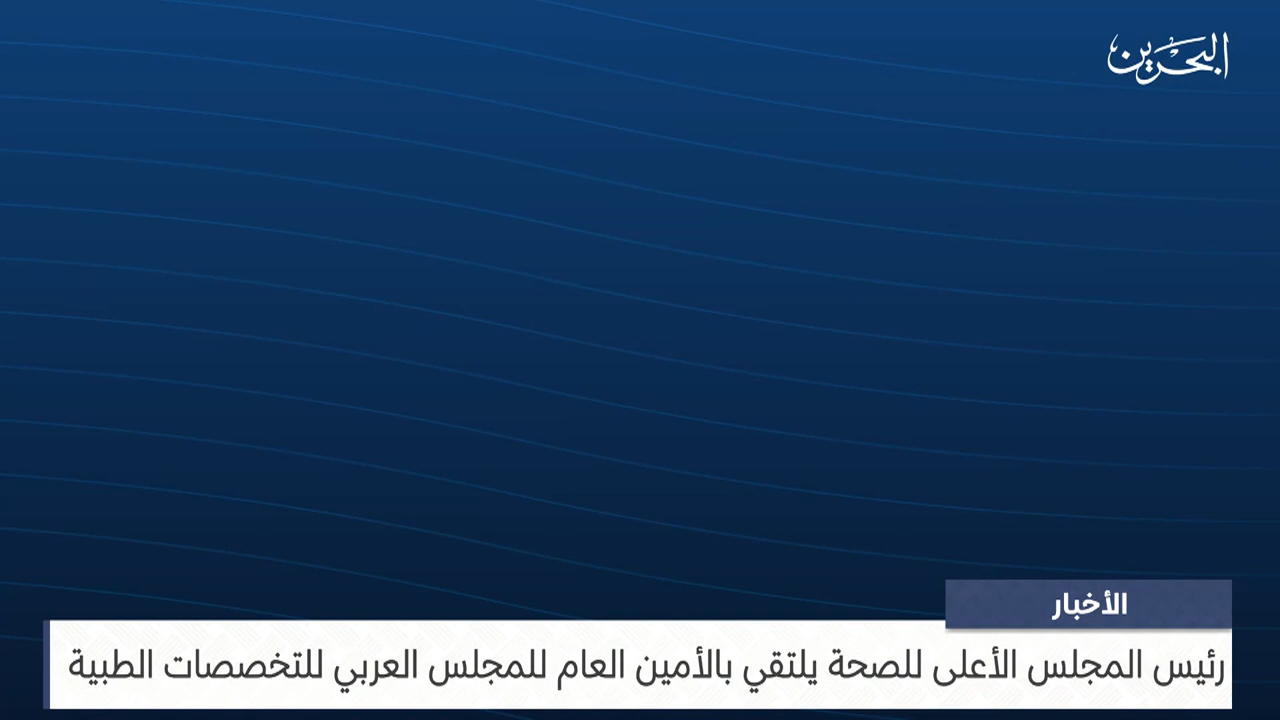 البحرين
الأخبار
رئيس المجلس الأعلى للصحة يلتقي بالأمين العام للمجلس العربي للتخصصات الطبية